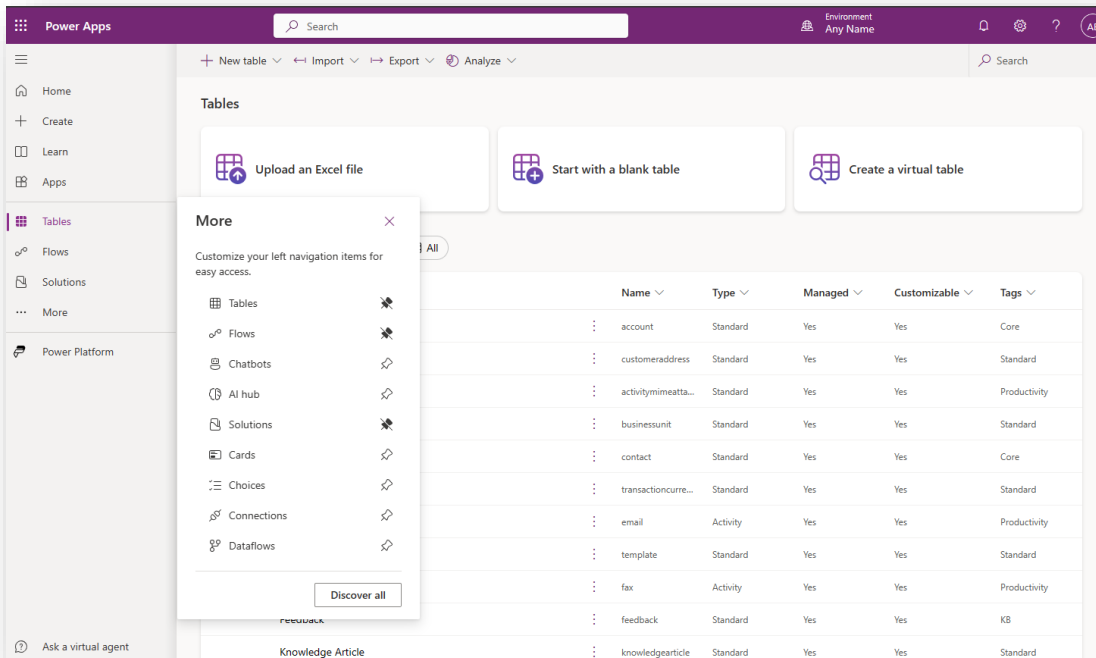 Power Apps
Search
Environment
Any Name
New table
Import
Export
Analyze
Search
Home
Create
Learn
Apps
Tables
Flows
Solutions
More
Power Platform
Ask a virtual agent
Tables
Upload an Excel file
Start with a blank table
Create a virtual table
All
More
Customize your left navigation items for
easy access.
Tables
Flows
Chatbots
AI hub
Solutions
Cards
Choices
Connections
Dataflows
Discover all
Name Type Managed Customizable Tags
account Standard Yes Yes Core
customeraddress Standard Yes Yes Standard
activitymimeatta... Standard Yes Yes Productivity
businessunit Standard Yes Yes Standard
contact Standard Yes Yes Core
transactioncurre... Standard Yes Yes Standard
email Activity Yes Yes Productivity
template Standard Yes Yes Standard
fax Activity Yes Yes Productivity
Feedback feedback Standard Yes Yes KB
Knowledge Article knowledgearticle Standard Yes Yes Standard